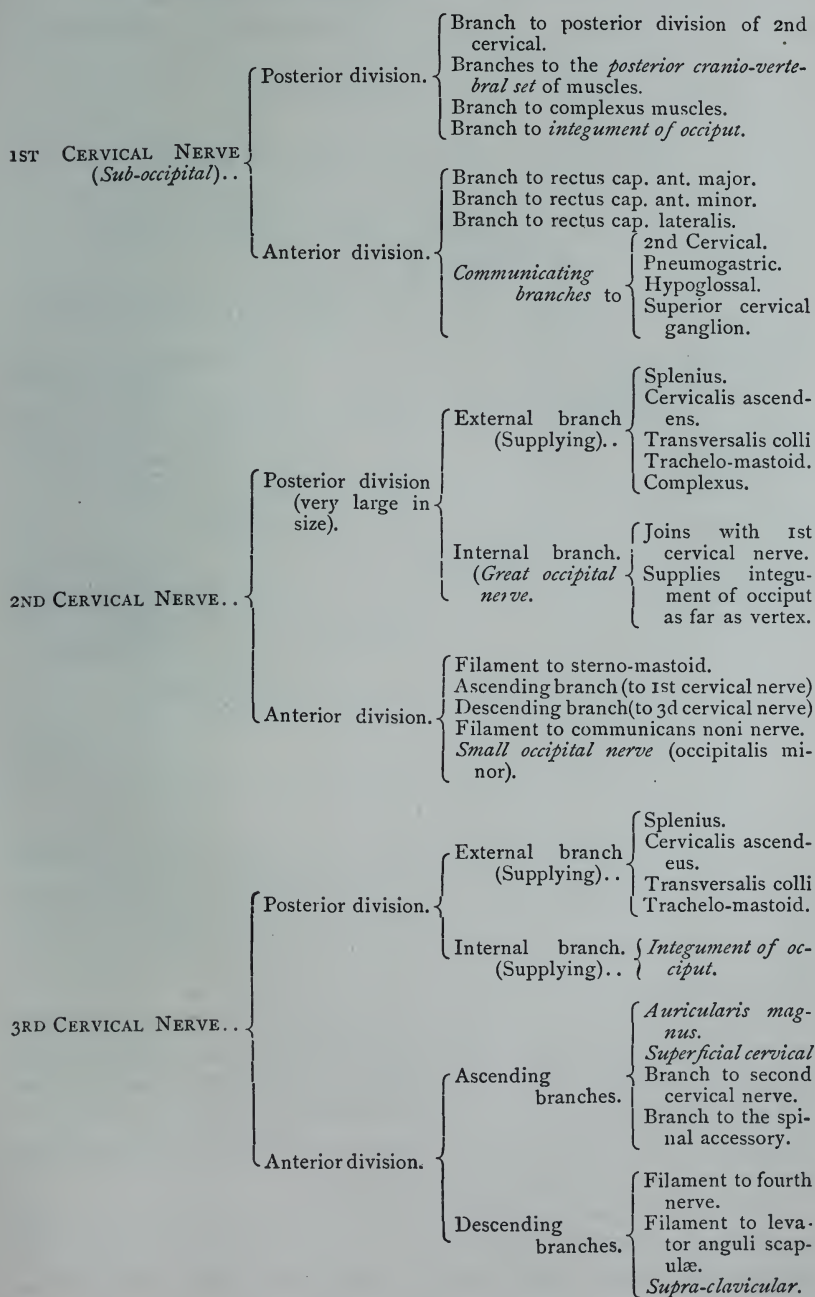 1ST CERVICAL NERVE
(Sub-occipital)..
Posterior division.
Branch to posterior division of 2nd
cervical.
Branches to the posterior cranio-verte-
bral set of muscles.
Branch to complexus muscles.
Branch to integument of occiput.
Anterior division.
Branch to rectus cap. ant. major.
Branch to rectus cap. ant. minor.
Branch to rectus cap. lateralis.
Communicating
branches to
2nd Cervical.
Pneumogastric.
Hypoglossal.
Superior cervical
ganglion.
2ND CERVICAL NERVE..
Posterior division
(very large in
size).
External branch
(Supplying)..
Splenius.
Cervicalis ascend-
ens.
Transversalis colli
Trachelo-mastoid.
Complexus.
Internal branch.
(Great occipital
nerve.
Joins with 1st
cervical nerve.
Supplies integu-
ment of occiput
as far as vertex.
Anterior division.
Filament to sterno-mastoid.
Ascending branch (to 1st cervical nerve)
Descending branch (to 3d cervical nerve)
Filament to communicans noni nerve.
Small occipital nerve (occipitalis mi-
nor).
3RD CERVICAL NERVE..
Posterior division.
External branch
(Supplying)..
Splenius.
Cervicalis ascend-
eus.
Transversalis colli
Trachelo-mastoid.
Internal branch.
(Supplying)..
Integument of oc-
ciput.
Anterior division.
Ascending
branches.
Auricularis mag-
nus.
Superficial cervical
Branch to second
cervical nerve.
Branch to the spi-
nal accessory.
Descending
branches.
Filament to fourth
nerve.
Filament to leva-
tor anguli scap-
ulæ.
Supra-clavicular.